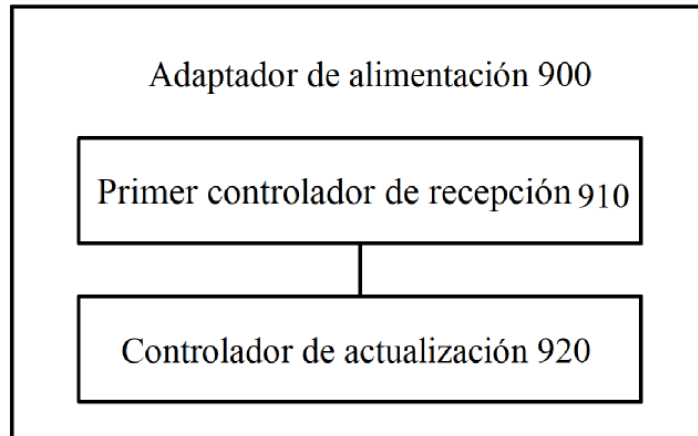 Adaptador de alimentación 900
Primer controlador de recepción 910
Controlador de actualización 920